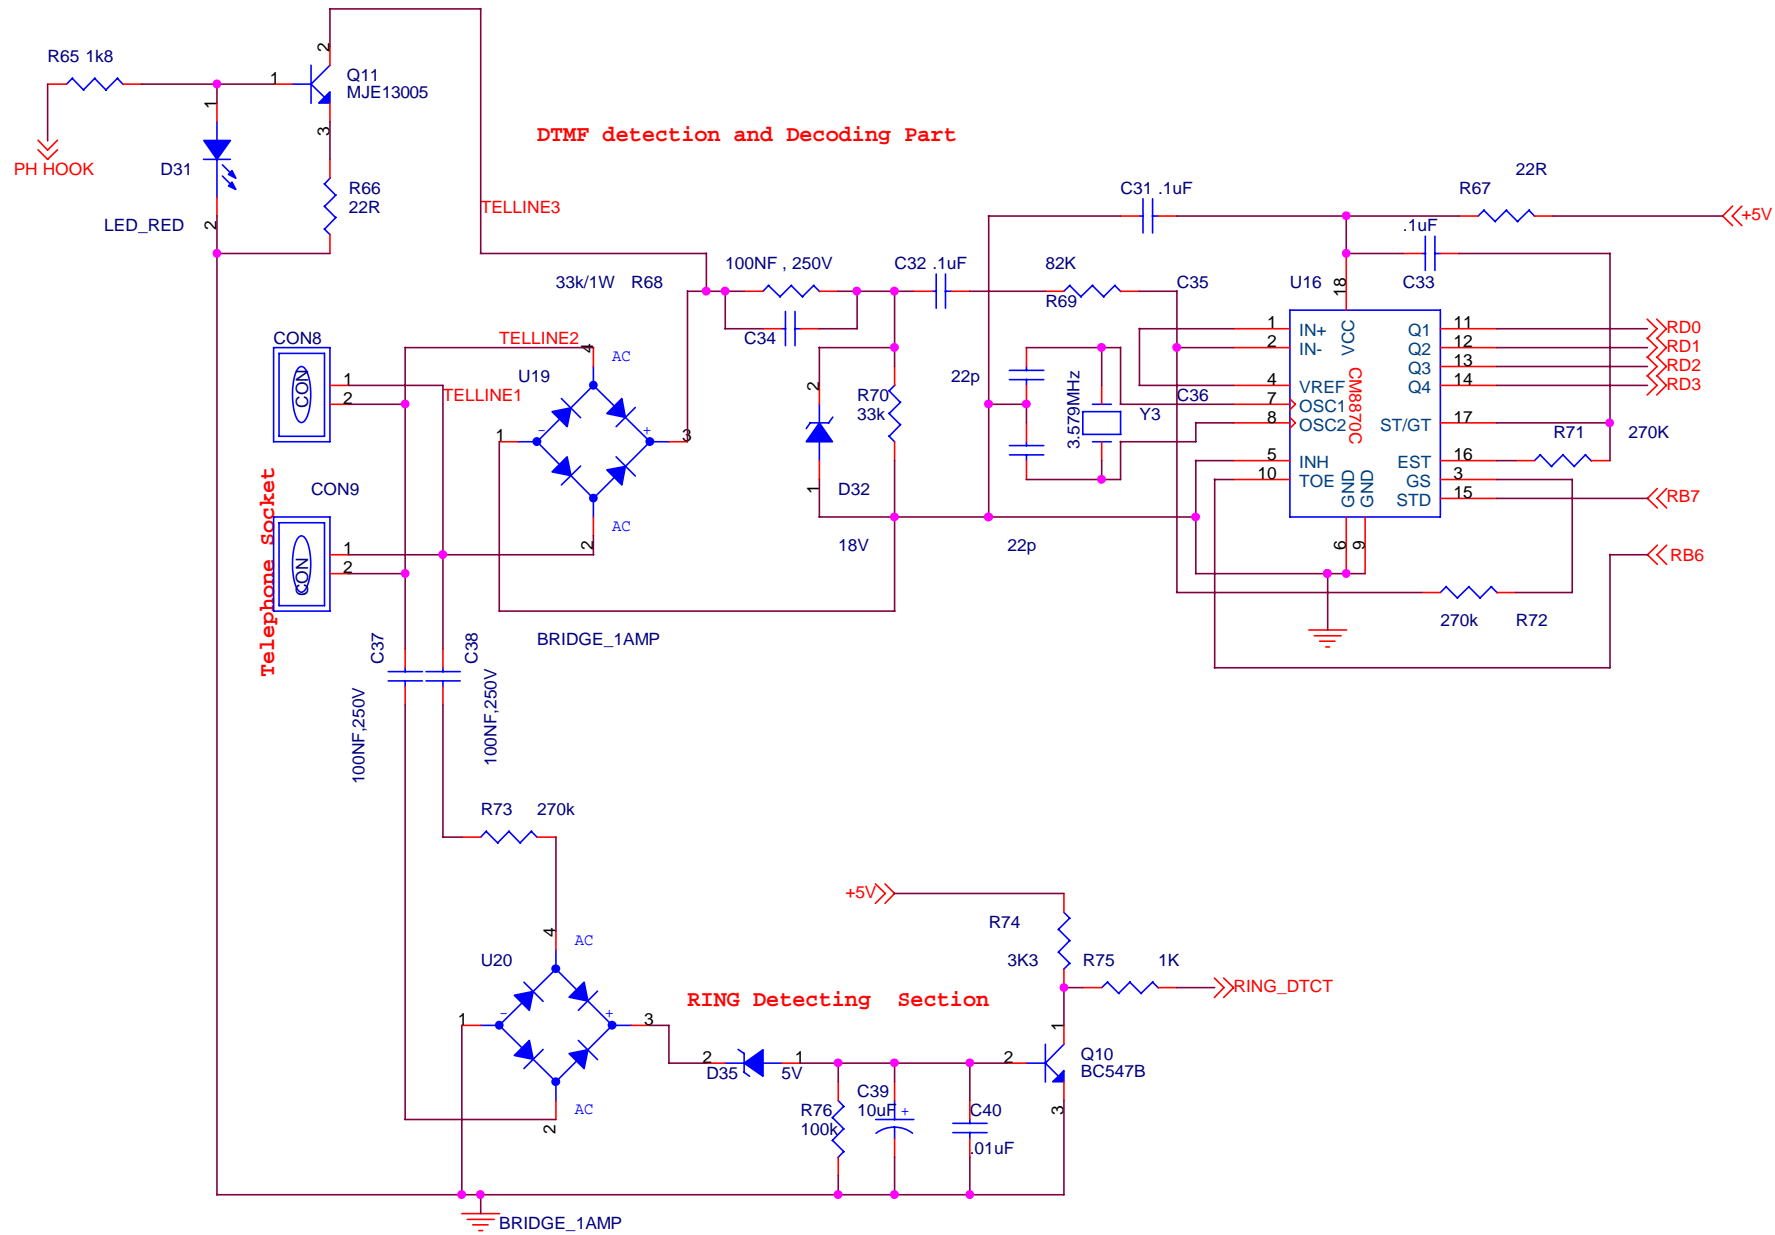 R65 1k8
1
2
Q11
MJE13005
3
PH HOOK
1
D31
LED_RED
2
R66
22R
DTMF detection and Decoding Part
TELLINE3
C31 .1uF
R67
22R
+5V
.1uF
C33
33k/1W R68
100NF , 250V
C34
C32 .1uF
82K
R69
C35
U16
18
CON8
CON
1
2
TELLINE2
TELLINE1
4
AC
U19
1
-
+
3
2
AC
BRIDGE_1AMP
2
1
D32
18V
R70
33k
22p
22p
3.579MHz
Y3
C36
1
2
4
7
8
5
10
IN+
IN-
VREF
OSC1
OSC2
INH
TOE
VCC
CM8870C
GND
GND
6
9
Q1
Q2
Q3
Q4
ST/GT
EST
GS
STD
11
12
13
14
17
16
3
15
RD0
RD1
RD2
RD3
R71
270K
RB7
RB6
270k
R72
Telephone Socket
CON9
CON
1
2
C37
100NF,250V
C38
100NF,250V
R73
270k
4
AC
U20
1
-
+
3
AC
2
BRIDGE_1AMP
RING Detecting Section
2
D35
1
5V
R76
100k
C39
10uF
+
C40
.01uF
+5V
R74
3K3
R75
1K
RING_DTCT
1
2
Q10
BC547B
3